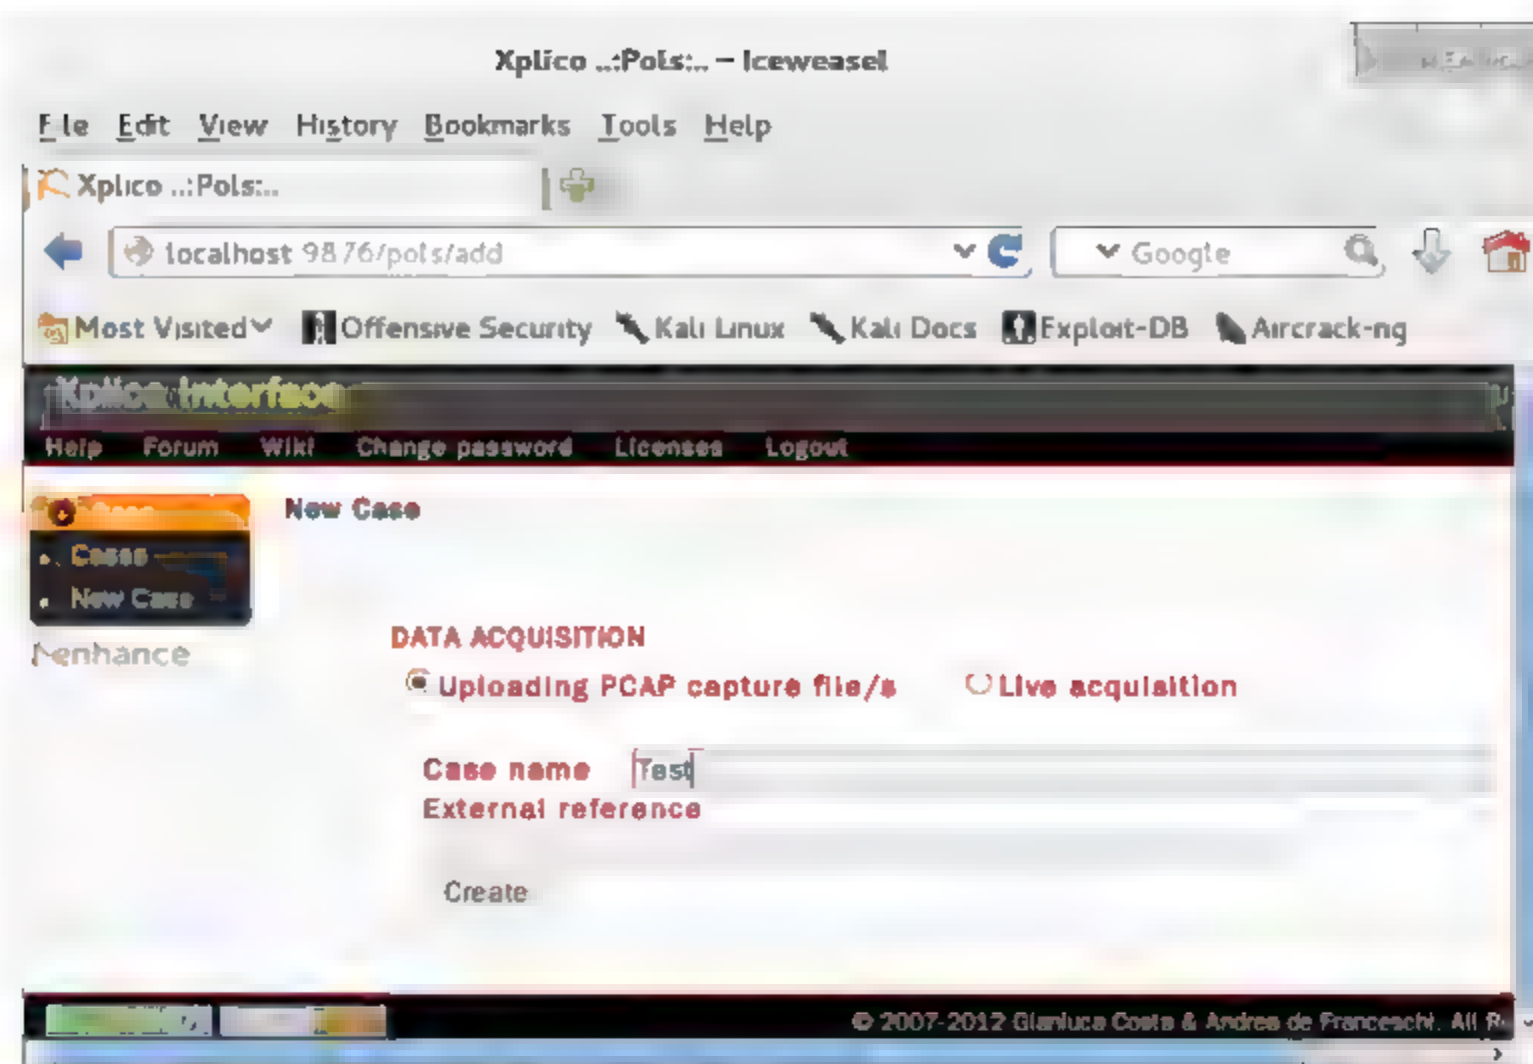 Xplico ..:Pols:.. – Iceweasel
File Edit View History Bookmarks Tools Help
Xplico ..:Pols:..
localhost:9876/pols/add Google
Most Visited Offensive Security Kali Linux Kali Docs Exploit-DB Aircrack-ng
Xplico Interface
Help Forum Wiki Change password Licenses Logout
New Case
Cases
New Case
enhance
DATA ACQUISITION
Uploading PCAP capture file/s Live acquisition
Case name Test
External reference
Create
© 2007-2012 Gianluca Costa & Andrea de Franceschi. All R